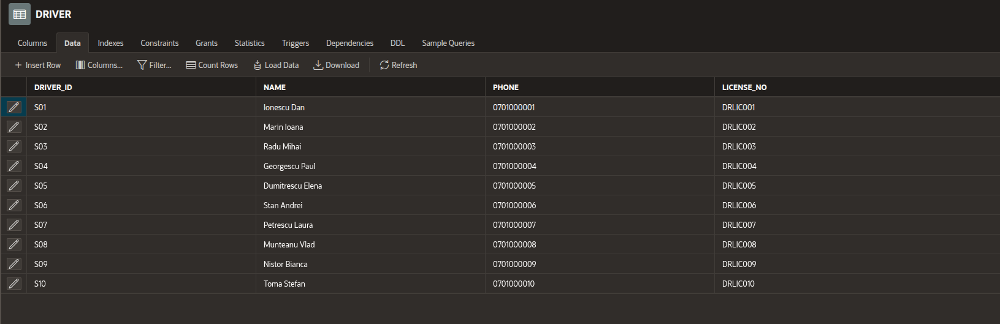 DRIVER
Columns Data Indexes Constraints Grants Statistics Triggers Dependencies DDL Sample Queries
+ Insert Row Columns... Filter... Count Rows Load Data Download Refresh
DRIVER_ID NAME PHONE LICENSE_NO
S01 Ionescu Dan 0701000001 DRLIC001
S02 Marin Ioana 0701000002 DRLIC002
S03 Radu Mihai 0701000003 DRLIC003
S04 Georgescu Paul 0701000004 DRLIC004
S05 Dumitrescu Elena 0701000005 DRLIC005
S06 Stan Andrei 0701000006 DRLIC006
S07 Petrescu Laura 0701000007 DRLIC007
S08 Munteanu Vlad 0701000008 DRLIC008
S09 Nistor Bianca 0701000009 DRLIC009
S10 Toma Stefan 0701000010 DRLIC010